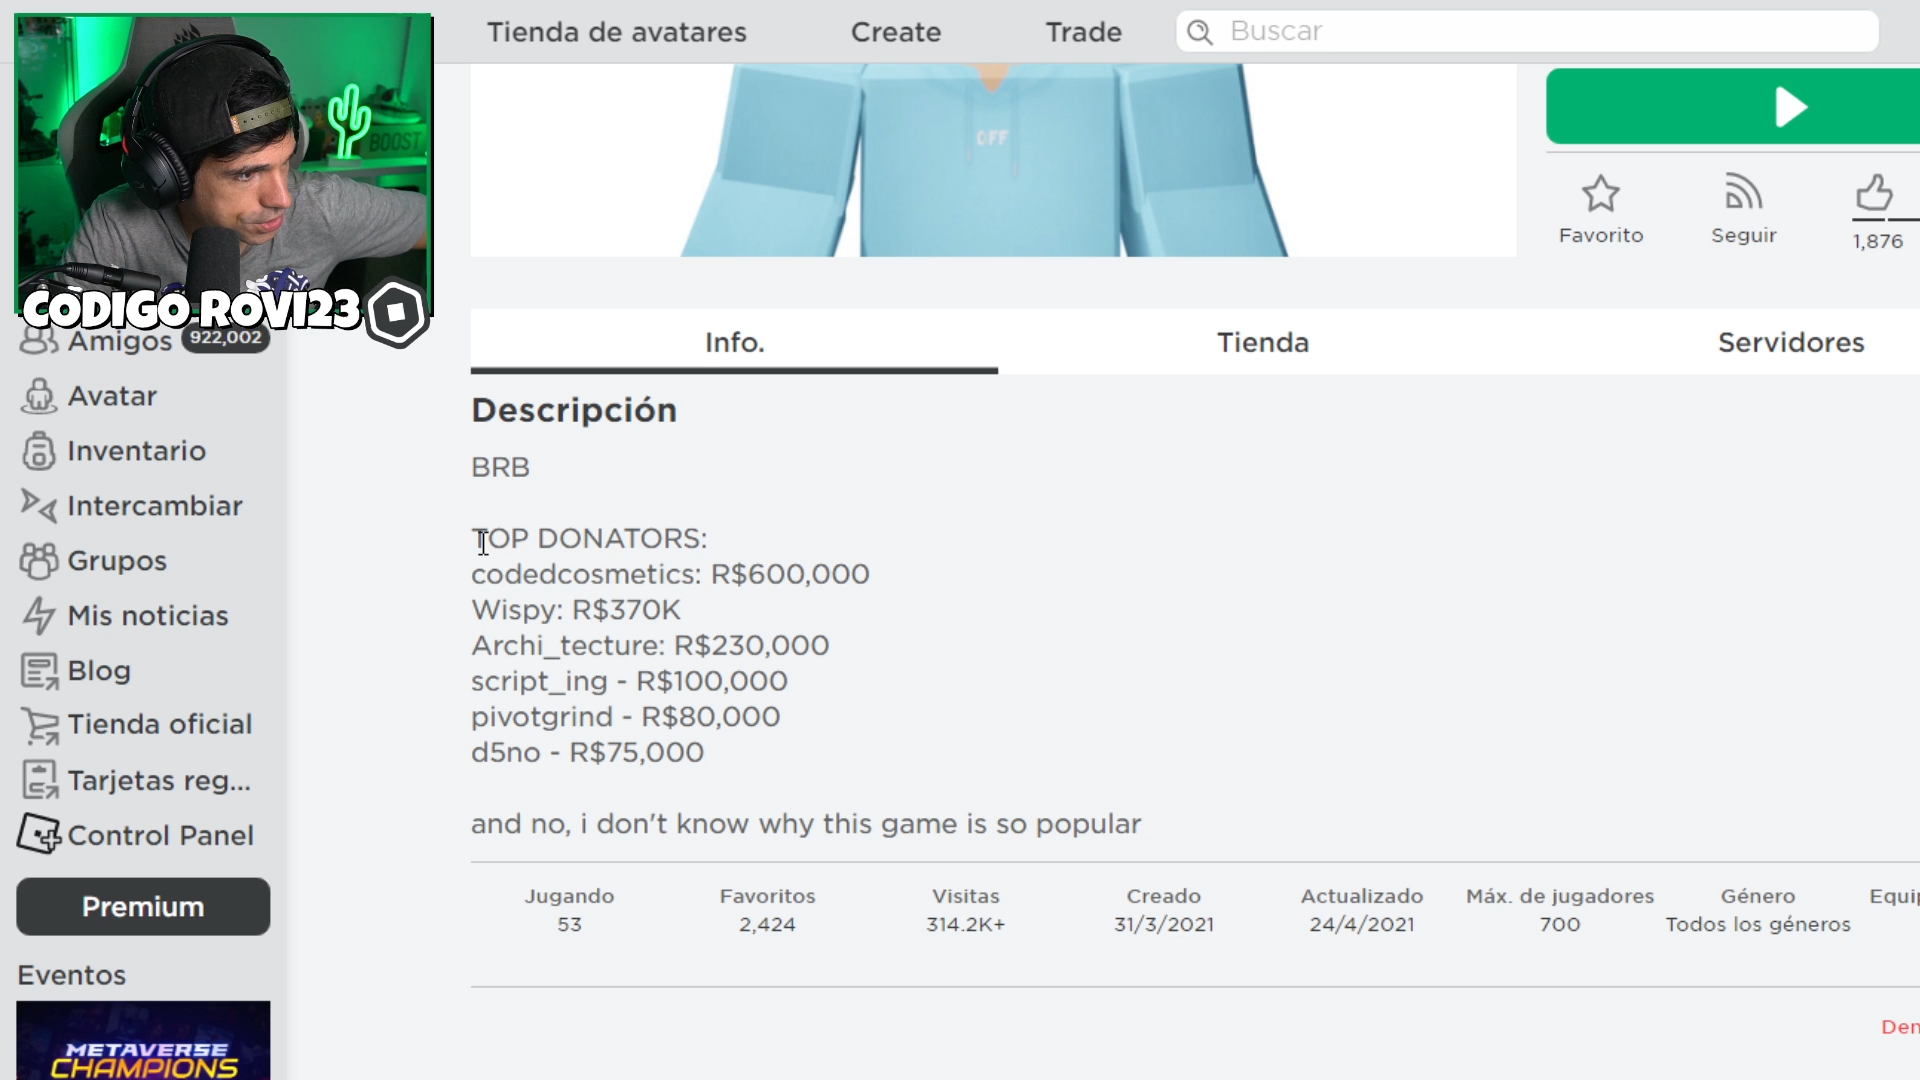 Tienda de avatares
Create
Trade
Buscar
BOOST
CODIGO ROVI23
OFF
Favorito
Seguir
1,876
Amigos
922,002
Avatar
Inventario
Intercambiar
Grupos
Mis noticias
Blog
Tienda oficial
Tarjetas reg...
Control Panel
Premium
Eventos
METAVERSE
CHAMPIONS
Info.
Tienda
Servidores
Descripción
BRB
TOP DONATORS:
codedcosmetics: R$600,000
Wispy: R$370K
Archi_tecture: R$230,000
script_ing - R$100,000
pivotgrind - R$80,000
d5no - R$75,000
and no, i don't know why this game is so popular
Jugando
53
Favoritos
2,424
Visitas
314.2K+
Creado
31/3/2021
Actualizado
24/4/2021
Máx. de jugadores
700
Género
Todos los géneros
Equip
Den